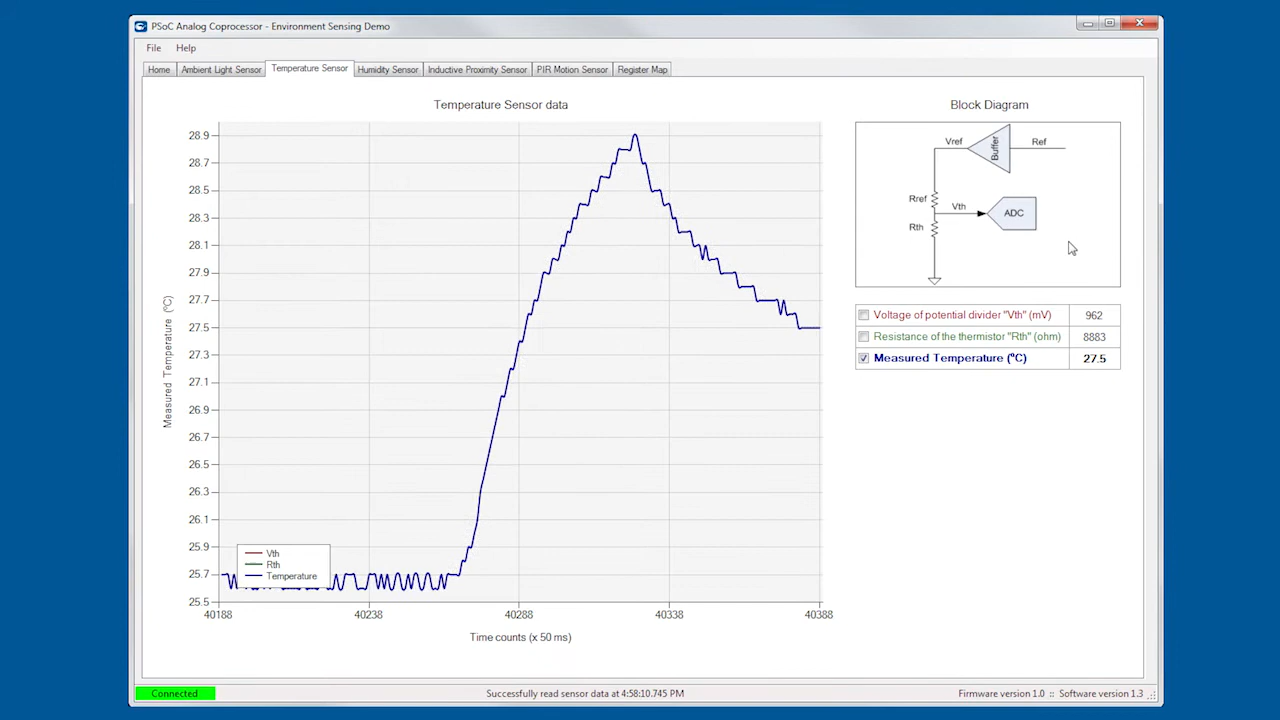 PSoC Analog Coprocessor - Environment Sensing Demo
File Help
Home Ambient Light Sensor Temperature Sensor Humidity Sensor Inductive Proximity Sensor PIR Motion Sensor Register Map
Temperature Sensor data
28.9
28.7
28.5
28.3
28.1
27.9
27.7
27.5
27.3
27.1
26.9
26.7
26.5
26.3
26.1
25.9
25.7
25.5
Measured Temperature (°C)
Vth
Rth
Temperature
40188 40238 40288 40338 40388
Time counts (x 50 ms)
Block Diagram
Vref Buffer Ref
Rref
Vth ADC
Rth
Voltage of potential divider "Vth" (mV) 962
Resistance of the thermistor "Rth" (ohm) 8883
Measured Temperature (°C) 27.5
Connected Successfully read sensor data at 4:58:10.745 PM Firmware version 1.0 :: Software version 1.3